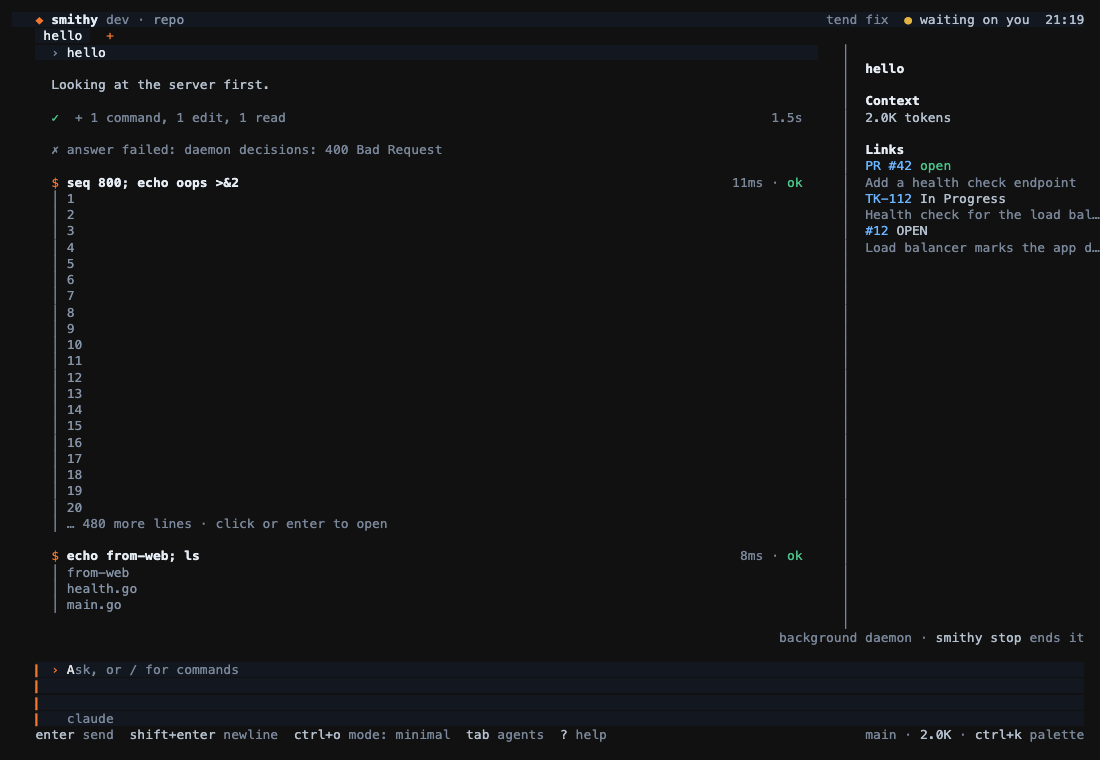 ◆ smithy dev · repo tend fix ● waiting on you 21:19
hello +
› hello
Looking at the server first.
✓ + 1 command, 1 edit, 1 read 1.5s
✗ answer failed: daemon decisions: 400 Bad Request
$ seq 800; echo oops >&2 11ms · ok
1
2
3
4
5
6
7
8
9
10
11
12
13
14
15
16
17
18
19
20
… 480 more lines · click or enter to open
$ echo from-web; ls 8ms · ok
from-web
health.go
main.go
hello
Context
2.0K tokens
Links
PR #42 open
Add a health check endpoint
TK-112 In Progress
Health check for the load bal…
#12 OPEN
Load balancer marks the app d…
background daemon · smithy stop ends it
› Ask, or / for commands
claude
enter send shift+enter newline ctrl+o mode: minimal tab agents ? help main · 2.0K · ctrl+k palette